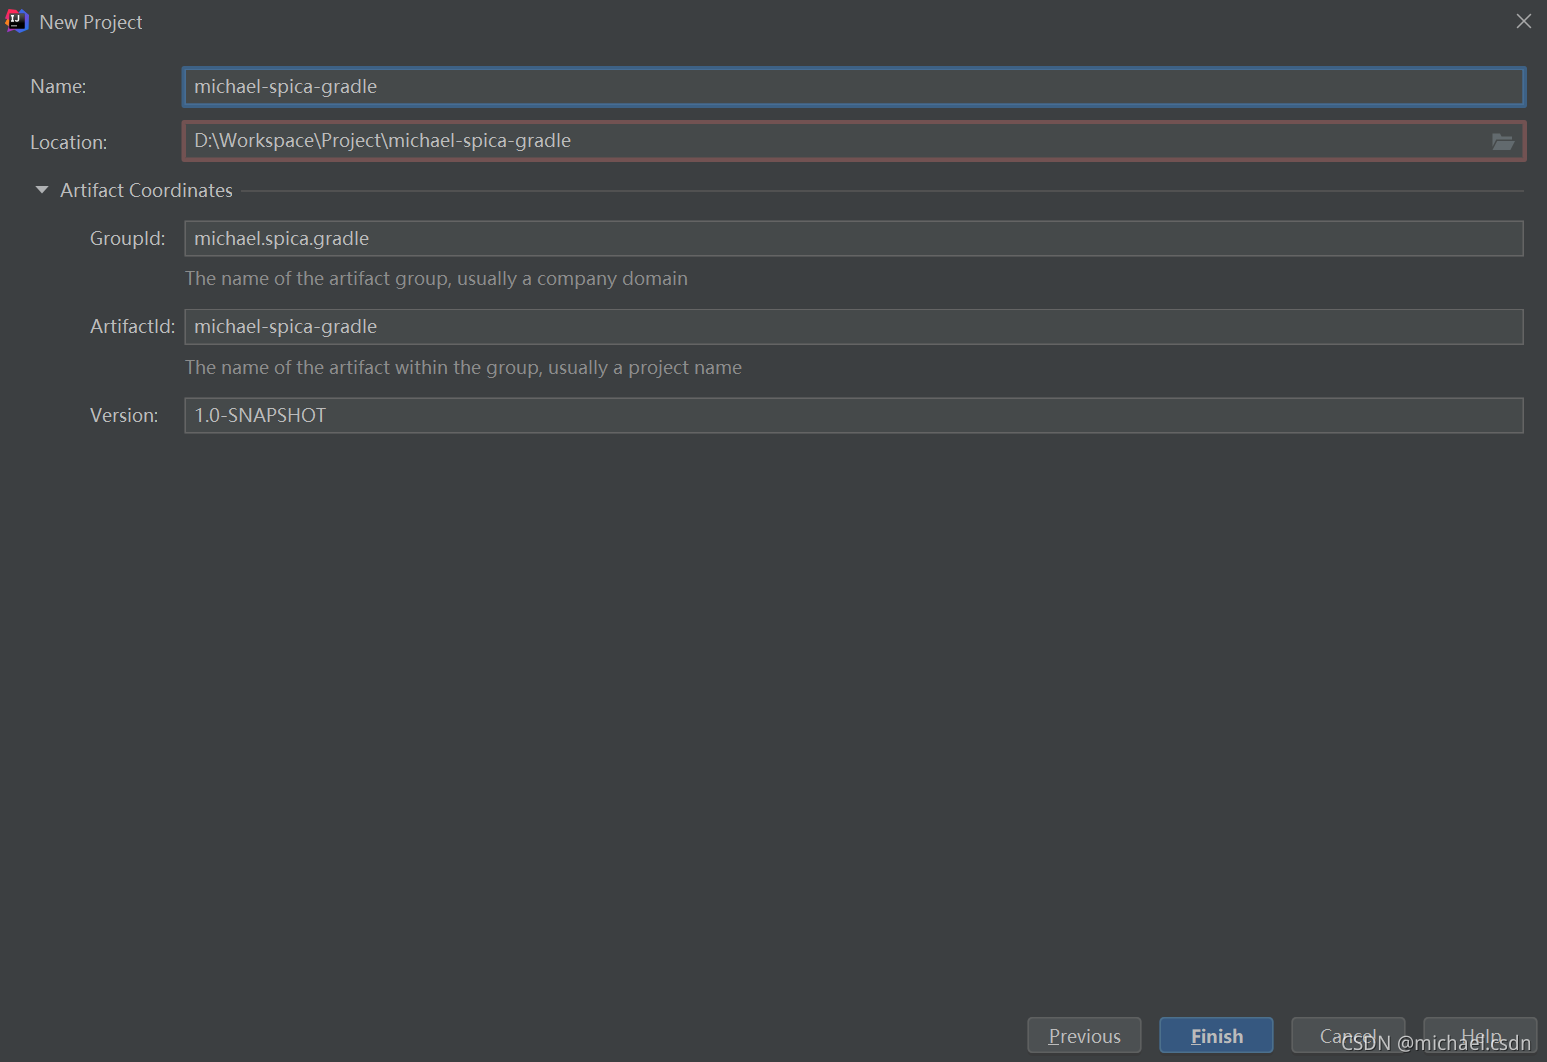 New Project
Name: michael-spica-gradle
Location: D:\Workspace\Project\michael-spica-gradle
Artifact Coordinates
GroupId: michael.spica.gradle
The name of the artifact group, usually a company domain
ArtifactId: michael-spica-gradle
The name of the artifact within the group, usually a project name
Version: 1.0-SNAPSHOT
Previous Finish Cancel Help
CSDN @michael.csdn